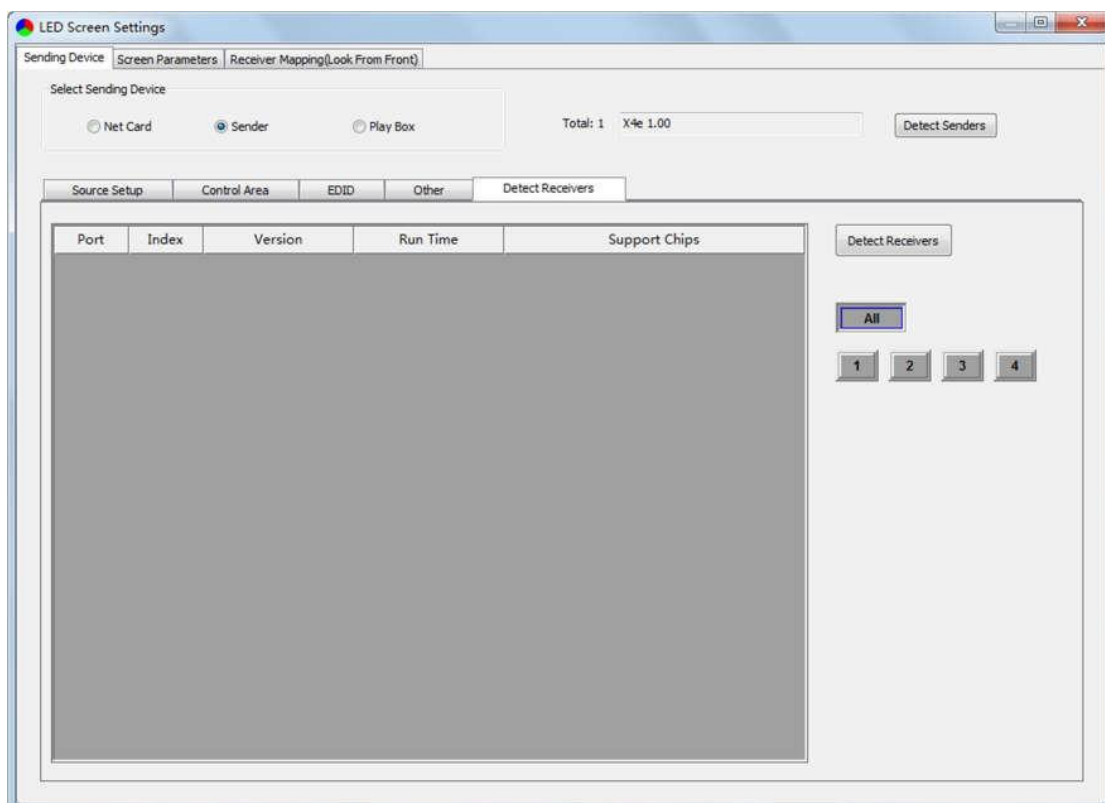 LED Screen Settings
Sending Device Screen Parameters Receiver Mapping(Look From Front)
Select Sending Device
Net Card Sender Play Box Total: 1 X4e 1.00 Detect Senders
Source Setup Control Area EDID Other Detect Receivers
Port Index Version Run Time Support Chips Detect Receivers
All
1 2 3 4